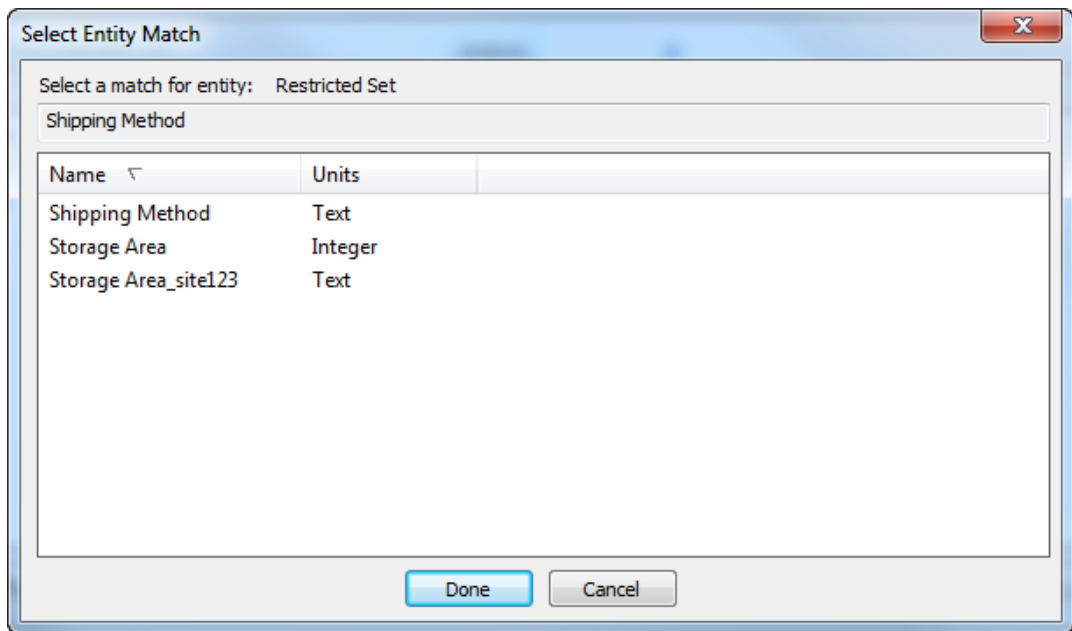 Select Entity Match
Select a match for entity: Restricted Set
Shipping Method
Name Units
Shipping Method Text
Storage Area Integer
Storage Area_site123 Text
Done Cancel